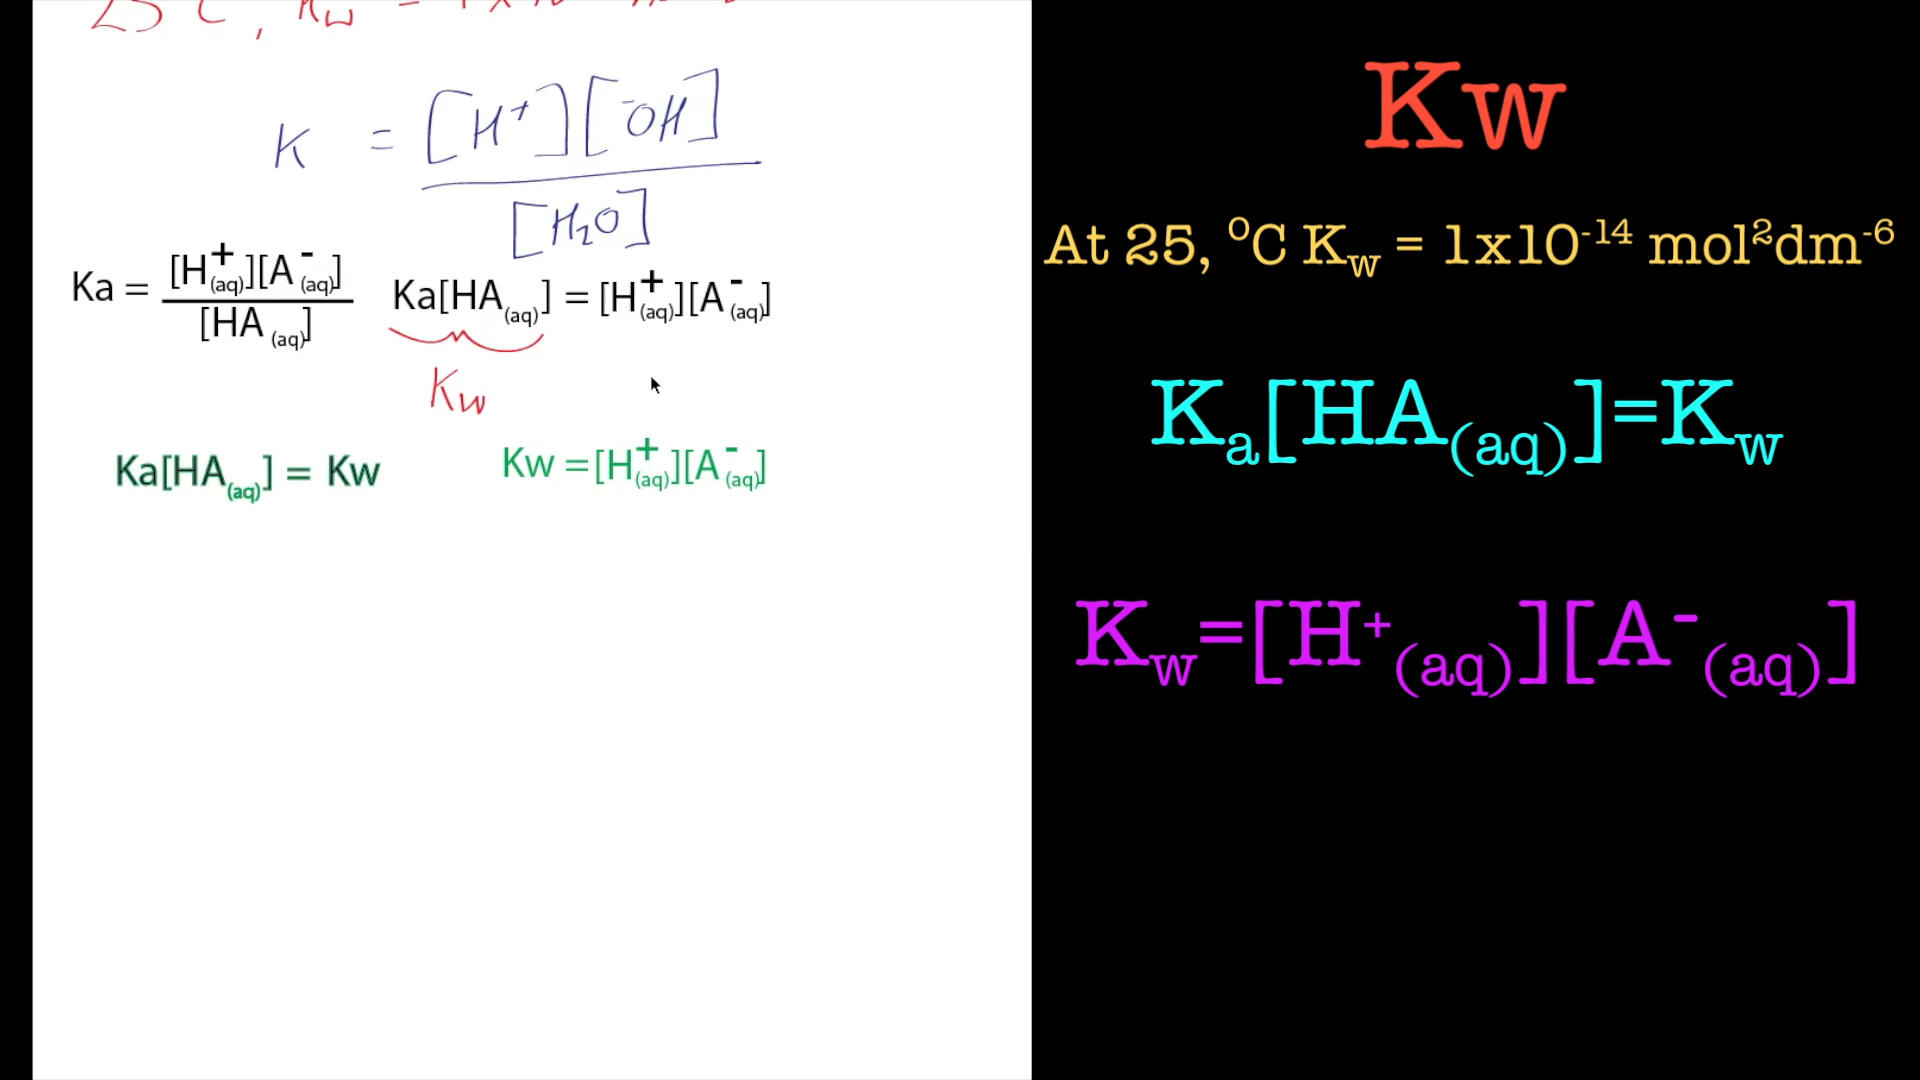 K = [H⁺][⁻OH]
[H₂O]
Ka = [H⁺(aq)][A⁻(aq)]
[HA (aq)]
Ka[HA(aq)] = [H⁺(aq)][A⁻(aq)]
Kw
Ka[HA(aq)] = Kw
Kw =[H⁺(aq)][A⁻(aq)]
Kw
At 25, ⁰C Kw = 1x10⁻¹⁴ mol²dm⁻⁶
Ka[HA(aq)]=Kw
Kw=[H⁺(aq)][A⁻(aq)]